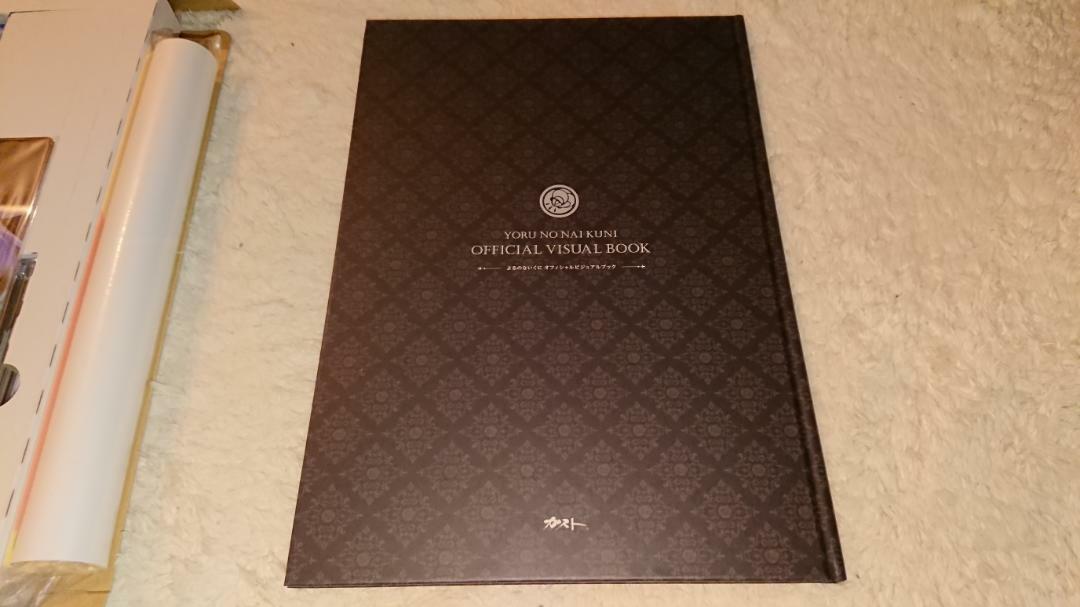 YORU NO NAI KUNI
OFFICIAL VISUAL BOOK
よるのないくに オフィシャルビジュアルブック
ガスト